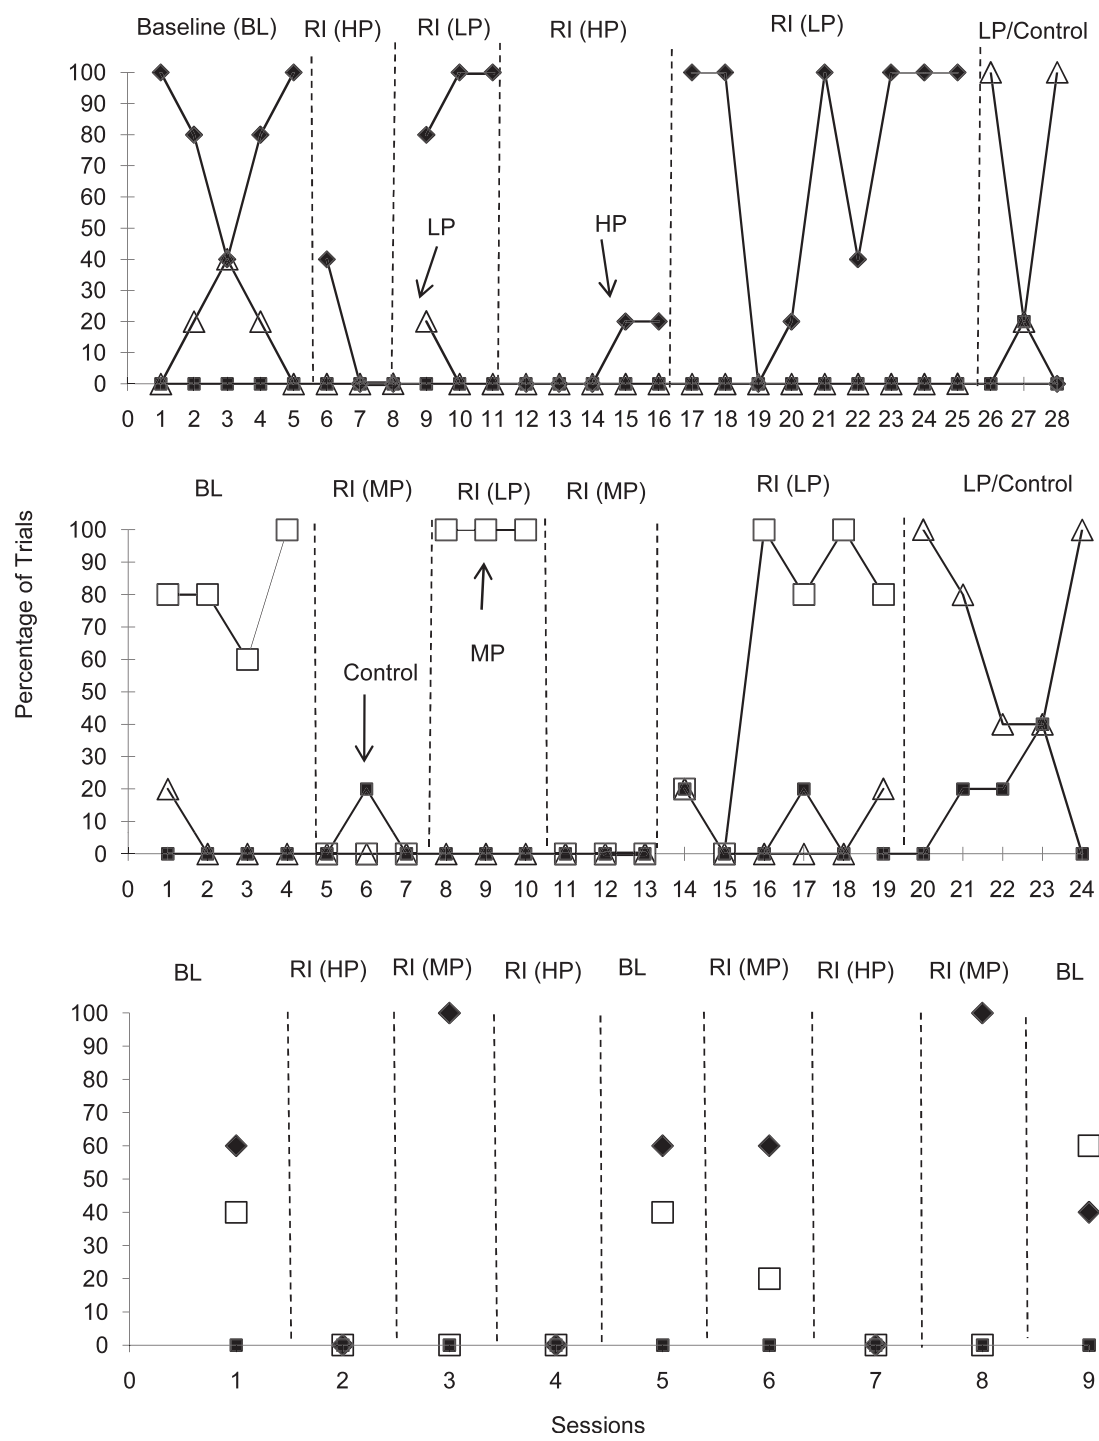 Baseline (BL) RI (HP) RI (LP) RI (HP) RI (LP) LP/Control
100
90
80
70
60
50
40
30
20
10
0
LP
HP
0 1 2 3 4 5 6 7 8 9 10 11 12 13 14 15 16 17 18 19 20 21 22 23 24 25 26 27 28
BL RI (MP) RI (LP) RI (MP) RI (LP) LP/Control
Percentage of Trials
100
90
80
70
60
50
40
30
20
10
0
Control
MP
0 1 2 3 4 5 6 7 8 9 10 11 12 13 14 15 16 17 18 19 20 21 22 23 24
BL RI (HP) RI (MP) RI (HP) BL RI (MP) RI (HP) RI (MP) BL
100
90
80
70
60
50
40
30
20
10
0
0 1 2 3 4 5 6 7 8 9
Sessions